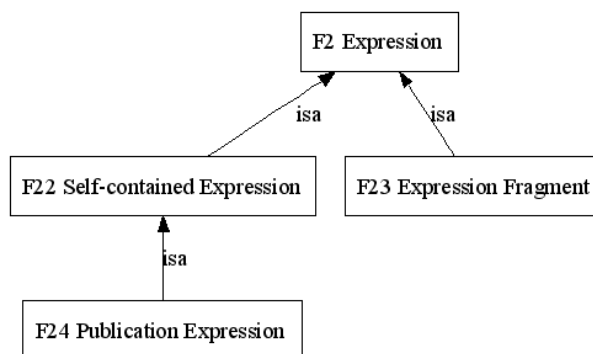 F2 Expression
isa
isa
F22 Self-contained Expression
F23 Expression Fragment
isa
F24 Publication Expression